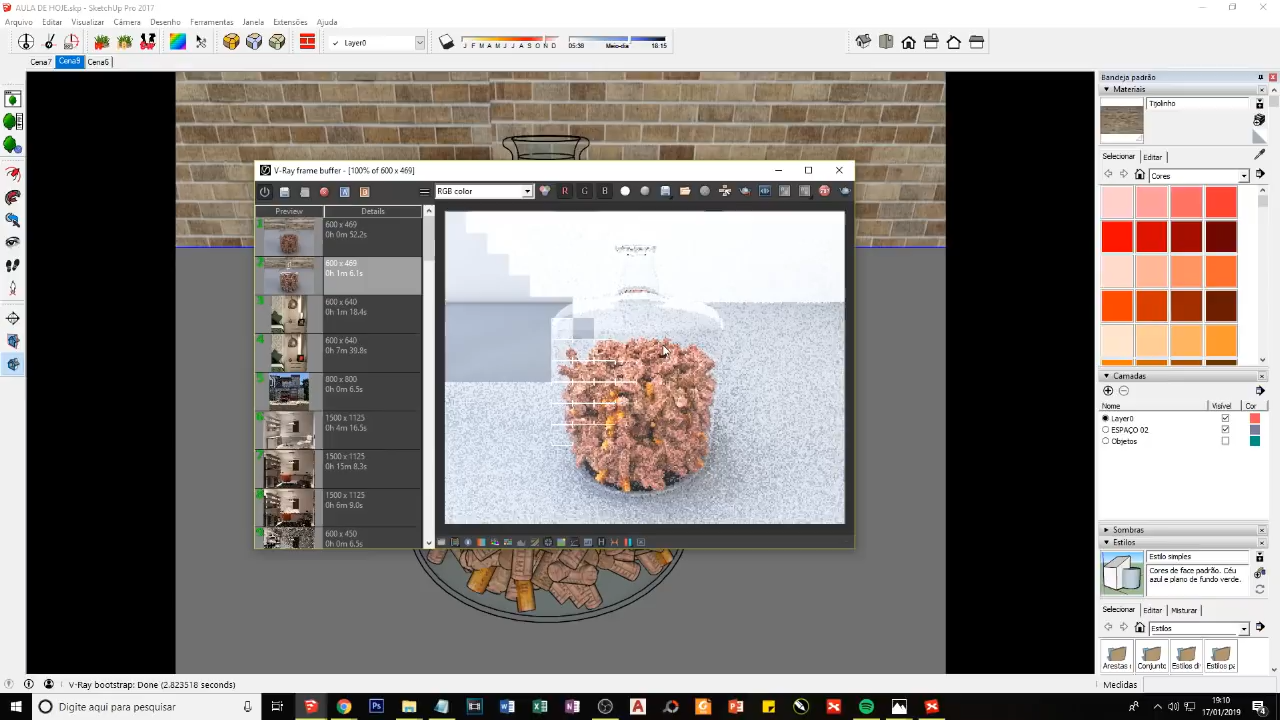 AULA DE HOJE.skp - SketchUp Pro 2017
Arquivo Editar Visualizar Câmera Desenho Ferramentas Janela Extensões Ajuda
Layer0
J F M A M J J A S O N D
05:38 Meio-dia 18:15
Cena7 Cena9 Cena6
Bandeja padrão
Materiais
Tijolinho
Selecionar Editar
Cores
V-Ray frame buffer - [100% of 600 x 469]
RGB color
R G B
Preview Details
600 x 469
0h 0m 52.2s
600 x 469
0h 1m 6.1s
600 x 640
0h 1m 18.4s
600 x 640
0h 7m 39.8s
800 x 800
0h 0m 6.5s
1500 x 1125
0h 4m 16.5s
1500 x 1125
0h 15m 8.3s
1500 x 1125
0h 6m 9.0s
600 x 450
0h 0m 6.5s
Camadas
Nome Visível Cor
Layer0
ESPAÇO 02
Objetos
Sombras
Estilos
Estilo simples
Cores de face padrão. Céu
azul e plano de fundo verde.
Selecionar Editar Misturar
Estilos
Arestas Conjunto Estilos di Estilos pa
V-Ray bootstrap: Done (2.823518 seconds)
Medidas
Digite aqui para pesquisar
19:10
17/01/2019